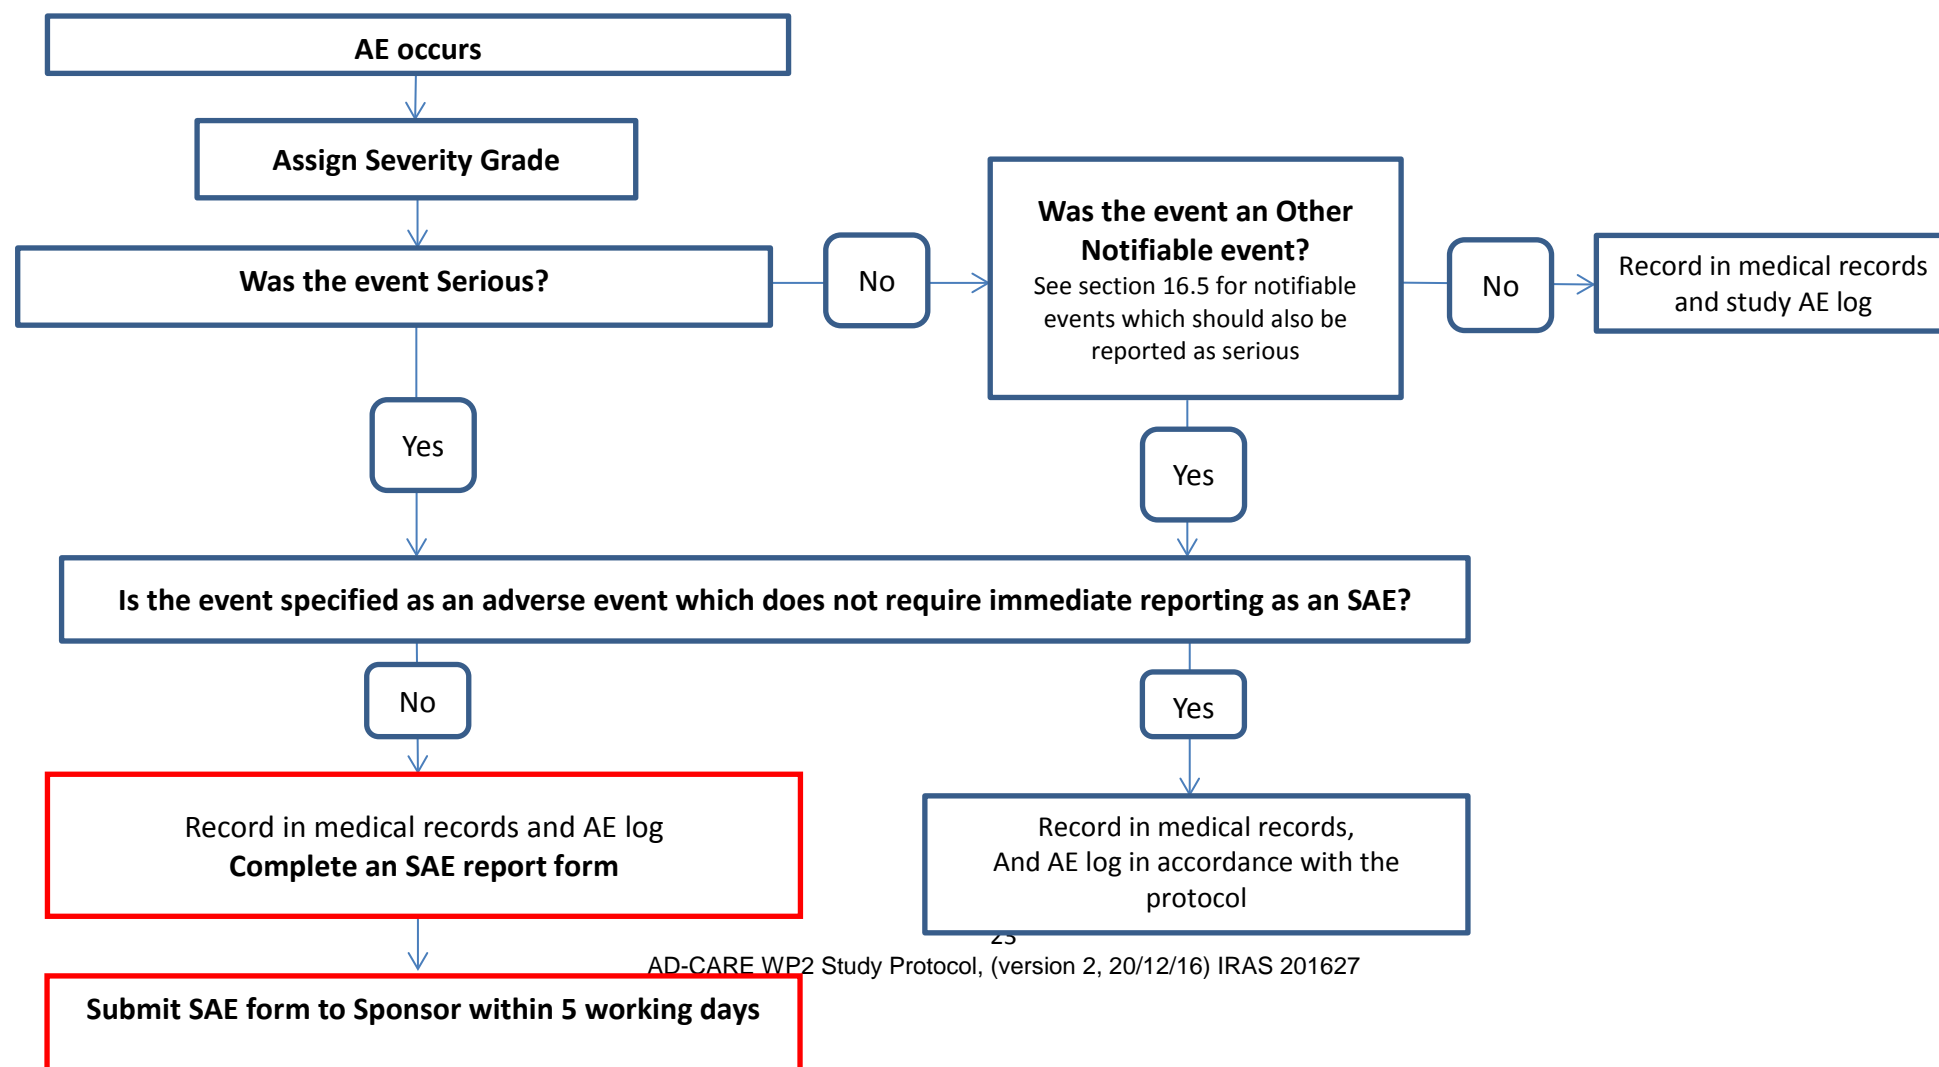 AE occurs
Assign Severity Grade
Was the event Serious?
No
Was the event an Other
Notifiable event?
See section 16.5 for notifiable
events which should also be
reported as serious
No
Record in medical records
and study AE log
Yes
Yes
Is the event specified as an adverse event which does not require immediate reporting as an SAE?
No
Yes
Record in medical records and AE log
Complete an SAE report form
Record in medical records,
And AE log in accordance with the
protocol
23
AD-CARE WP2 Study Protocol, (version 2, 20/12/16) IRAS 201627
Submit SAE form to Sponsor within 5 working days